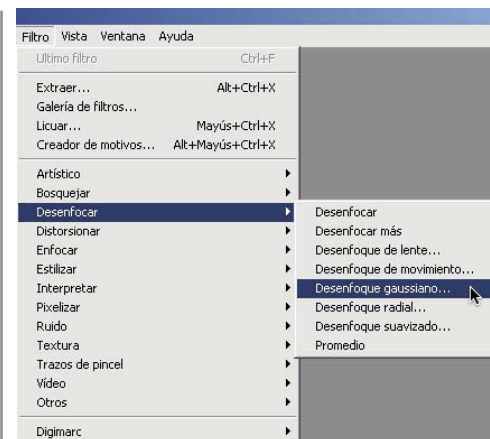 Filtro Vista Ventana Ayuda
Ultimo filtro Ctrl+F
Extraer... Alt+Ctrl+X
Galería de filtros...
Licuar... Mayús+Ctrl+X
Creador de motivos... Alt+Mayús+Ctrl+X
Artístico
Bosquejar
Desenfocar
Distorsionar
Enfocar
Estilizar
Interpretar
Pixelizar
Ruido
Textura
Trazos de pincel
Vídeo
Otros
Digimarc
Desenfocar
Desenfocar más
Desenfoque de lente...
Desenfoque de movimiento...
Desenfoque gaussiano...
Desenfoque radial...
Desenfoque suavizado...
Promedio